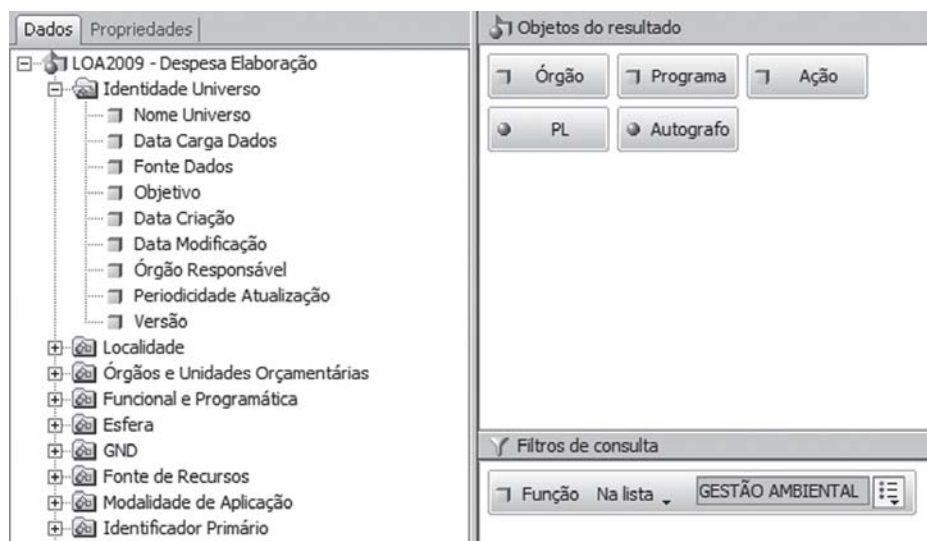 Dados Propriedades
LOA2009 - Despesa Elaboração
Identidade Universo
Nome Universo
Data Carga Dados
Fonte Dados
Objetivo
Data Criação
Data Modificação
Órgão Responsável
Periodicidade Atualização
Versão
Localidade
Órgãos e Unidades Orçamentárias
Funcional e Programática
Esfera
GND
Fonte de Recursos
Modalidade de Aplicação
Identificador Primário
Objetos do resultado
Órgão Programa Ação
PL Autografo
Filtros de consulta
Função Na lista GESTÃO AMBIENTAL